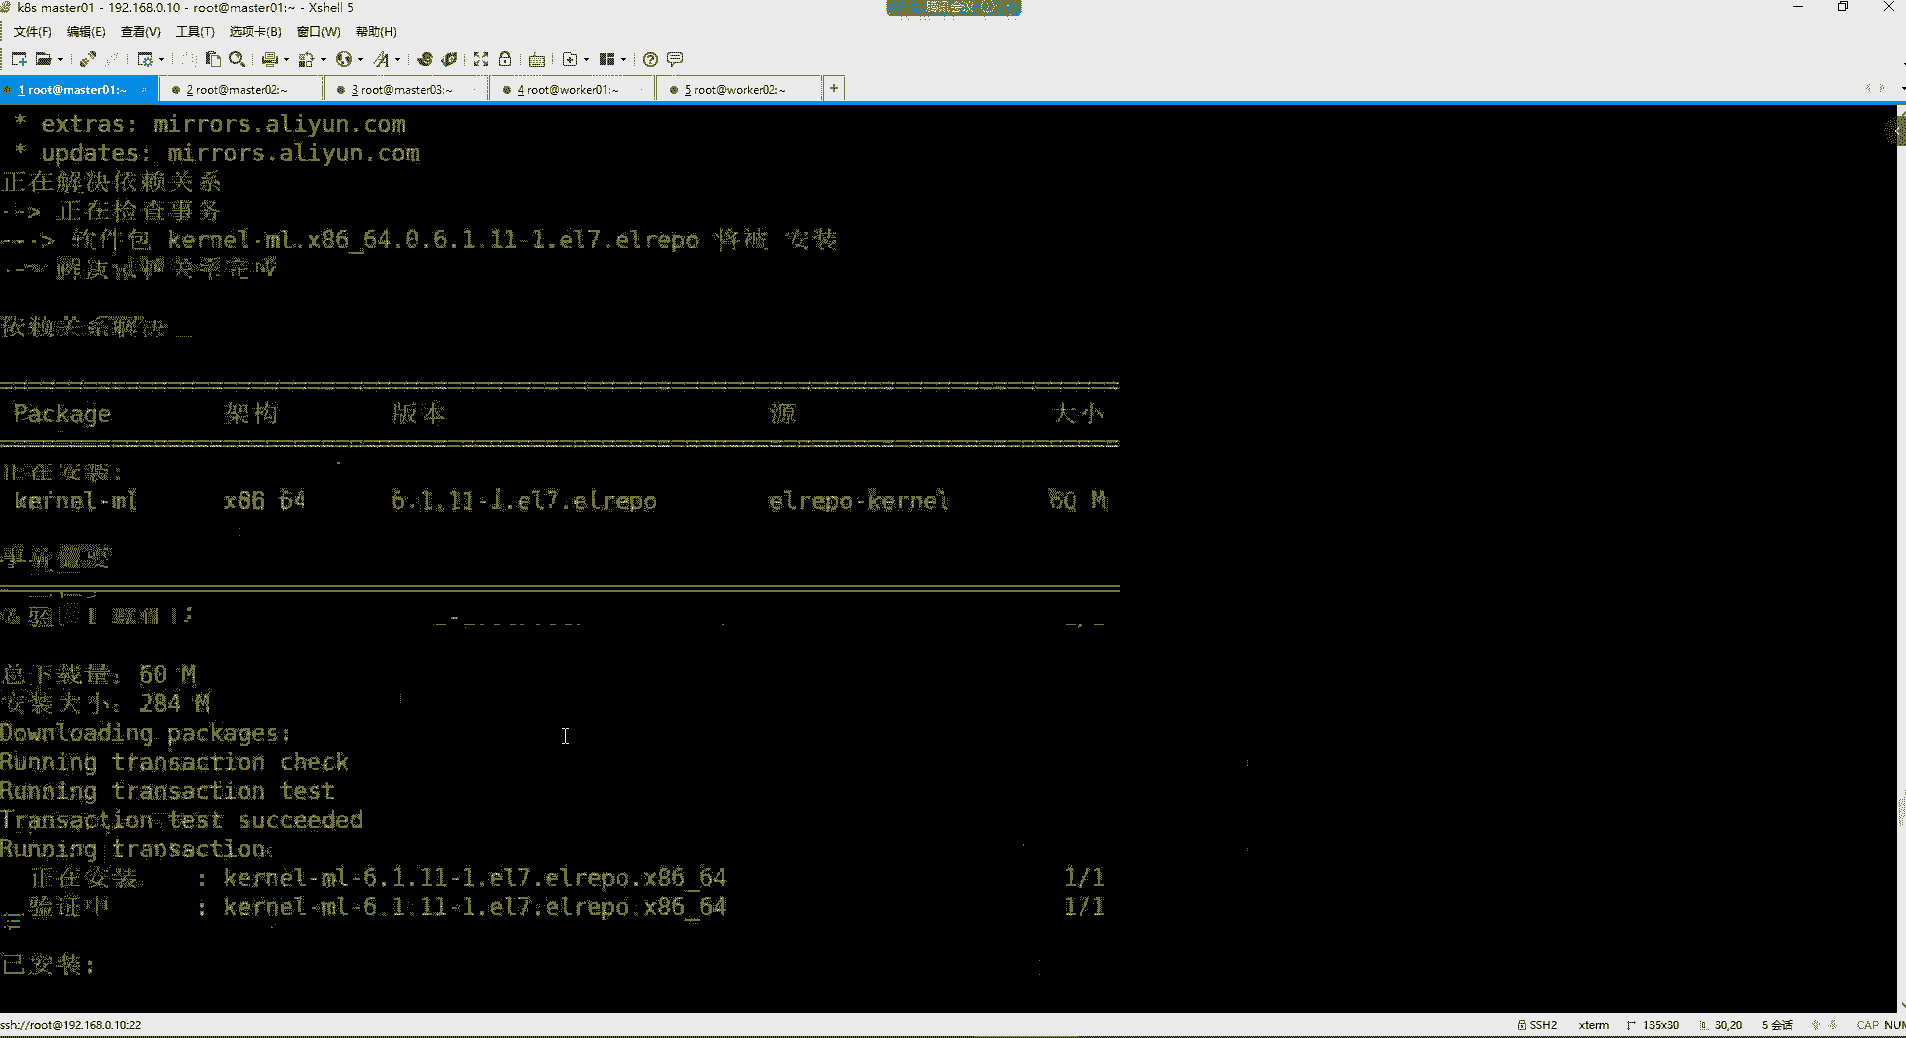 k8s master01 - 192.168.0.10 - root@master01:~ - Xshell 5
文件(F) 编辑(E) 查看(V) 工具(T) 选项卡(B) 窗口(W) 帮助(H)
1 root@master01:~ 2 root@master02:~ 3 root@master03:~ 4 root@worker01:~ 5 root@worker02:~ +
* extras: mirrors.aliyun.com
* updates: mirrors.aliyun.com
正在解决依赖关系
--> 正在检查事务
---> 软件包 kernel-ml.x86_64.0.6.1.11-1.el7.elrepo 将被 安装
--> 解决依赖关系完成
依赖关系解决
Package 架构 版本 源 大小
正在安装:
kernel-ml x86_64 6.1.11-1.el7.elrepo elrepo-kernel 60 M
事务概要
总下载量: 60 M
安装大小: 284 M
Downloading packages:
Running transaction check
Running transaction test
Transaction test succeeded
Running transaction
正在安装 : kernel-ml-6.1.11-1.el7.elrepo.x86_64 1/1
验证中 : kernel-ml-6.1.11-1.el7.elrepo.x86_64 1/1
已安装:
ssh://root@192.168.0.10:22 SSH2 xterm 135x30 30,20 5 会话 CAP NUM